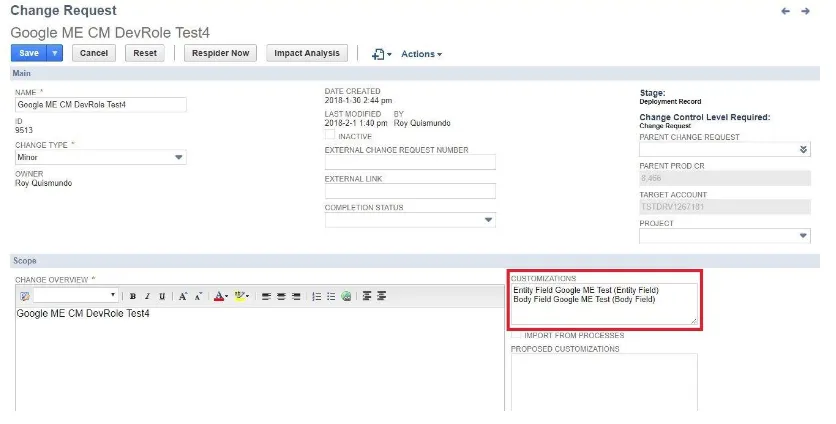 Change Request
Google ME CM DevRole Test4
Save Cancel Reset Respider Now Impact Analysis Actions
Main
NAME *
Google ME CM DevRole Test4
ID
9513
CHANGE TYPE *
Minor
OWNER
Roy Quismundo
DATE CREATED
2018-1-30 2:44 pm
LAST MODIFIED BY
2018-2-1 1:40 pm Roy Quismundo
INACTIVE
EXTERNAL CHANGE REQUEST NUMBER
EXTERNAL LINK
COMPLETION STATUS
Stage:
Deployment Record
Change Control Level Required:
Change Request
PARENT CHANGE REQUEST
PARENT PROD CR
8,456
TARGET ACCOUNT
TSTDRV1267181
PROJECT
Scope
CHANGE OVERVIEW *
B I U A A A
Google ME CM DevRole Test4
CUSTOMIZATIONS
Entity Field Google ME Test (Entity Field)
Body Field Google ME Test (Body Field)
IMPORT FROM PROCESSES
PROPOSED CUSTOMIZATIONS